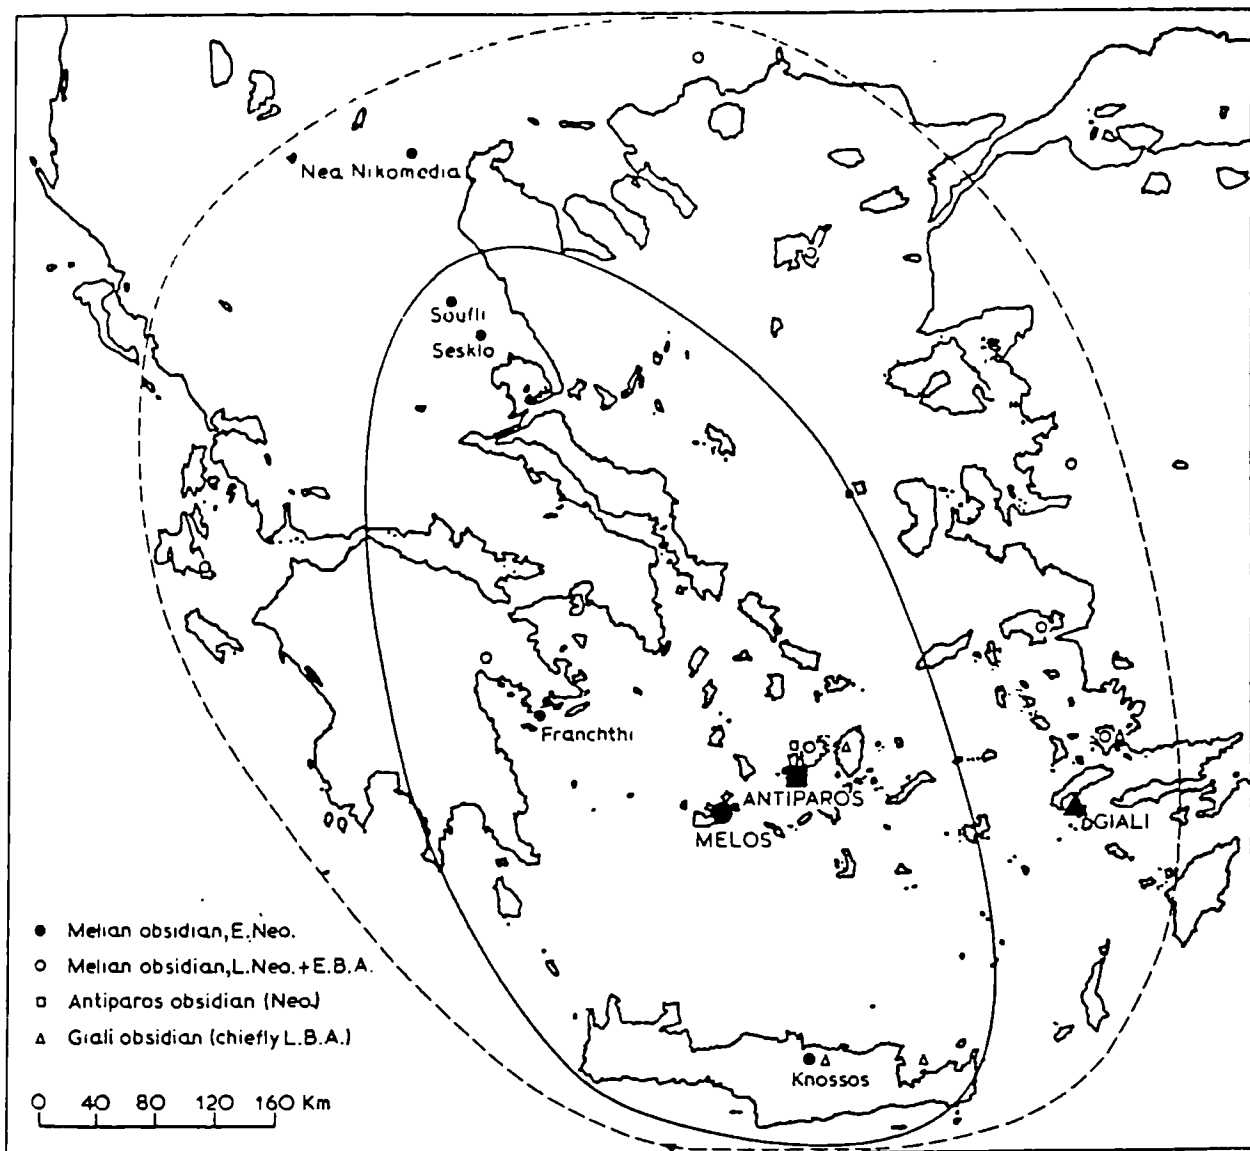 Nea Nikomedia
Soufli
Sesklo
Franchthi
ANTIPAROS
MELOS
GIALI
Knossos
Melian obsidian, E.Neo.
Melian obsidian, L.Neo.+E.B.A.
Antiparos obsidian (Neo.)
Giali obsidian (chiefly L.B.A.)
0 40 80 120 160 Km